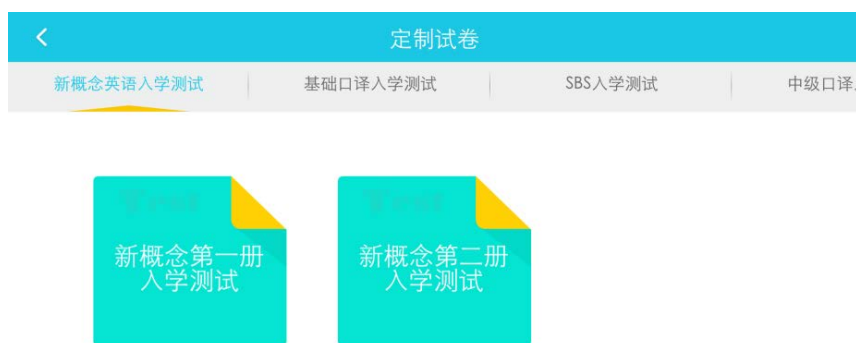 定制试卷
新概念英语入学测试
基础口译入学测试
SBS入学测试
中级口译
新概念第一册
入学测试
新概念第二册
入学测试